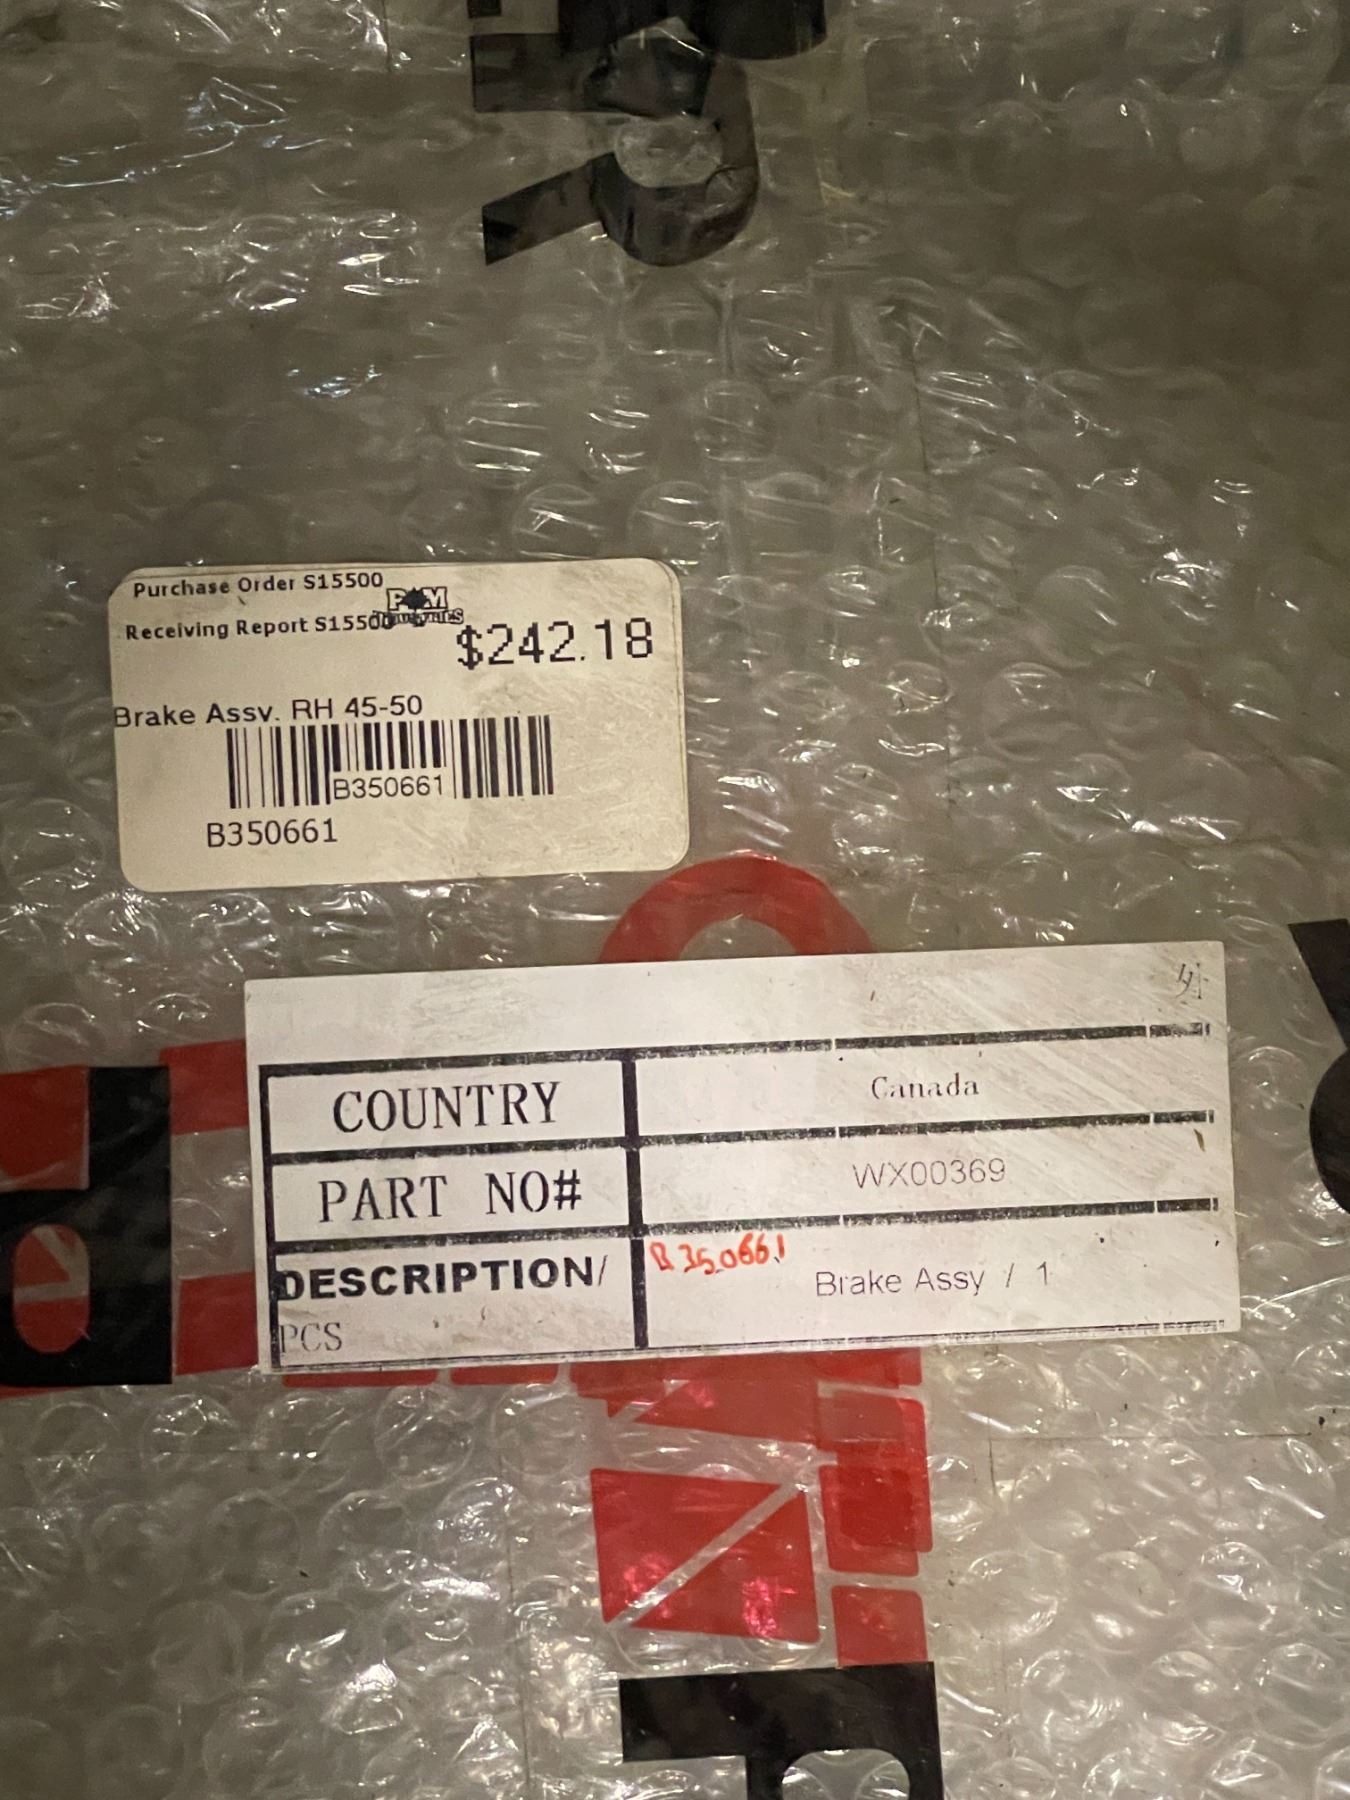 Purchase Order S15500
Receiving Report S15500
$242.18
Brake Assy. RH 45-50
B350661
B350661
外
COUNTRY Canada
PART NO# WX00369
DESCRIPTION/ B350661 Brake Assy / 1
PCS